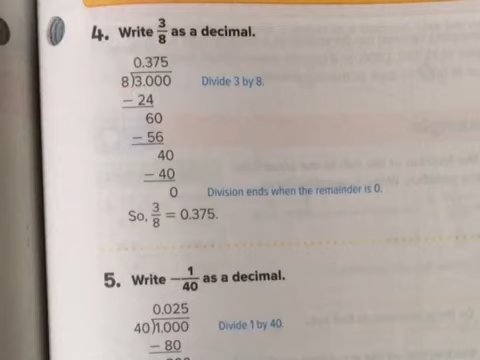 4. Write 3/8 as a decimal.
0.375
8)3.000 Divide 3 by 8.
− 24
60
− 56
40
− 40
0 Division ends when the remainder is 0.
So, 3/8 = 0.375.
5. Write −1/40 as a decimal.
0.025
40)1.000 Divide 1 by 40.
− 80